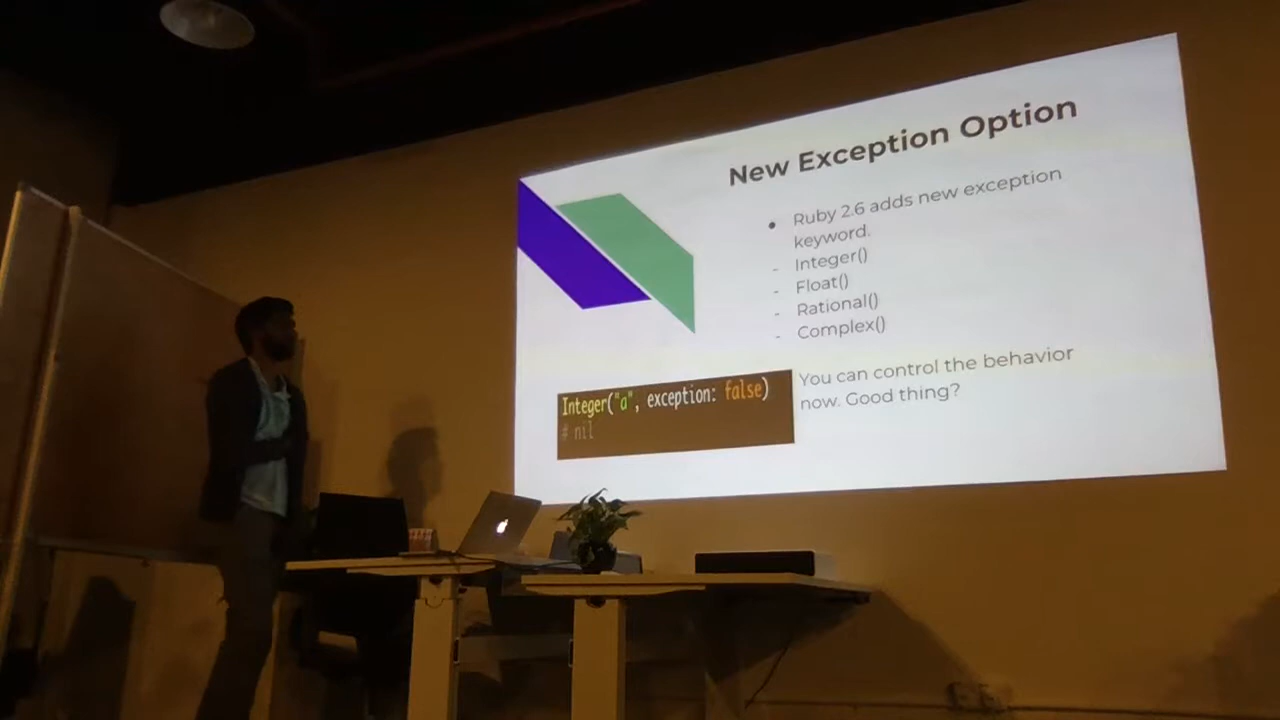 New Exception Option
● Ruby 2.6 adds new exception
keyword.
- Integer()
- Float()
- Rational()
- Complex()
You can control the behavior
now. Good thing?
Integer("a", exception: false)
# nil